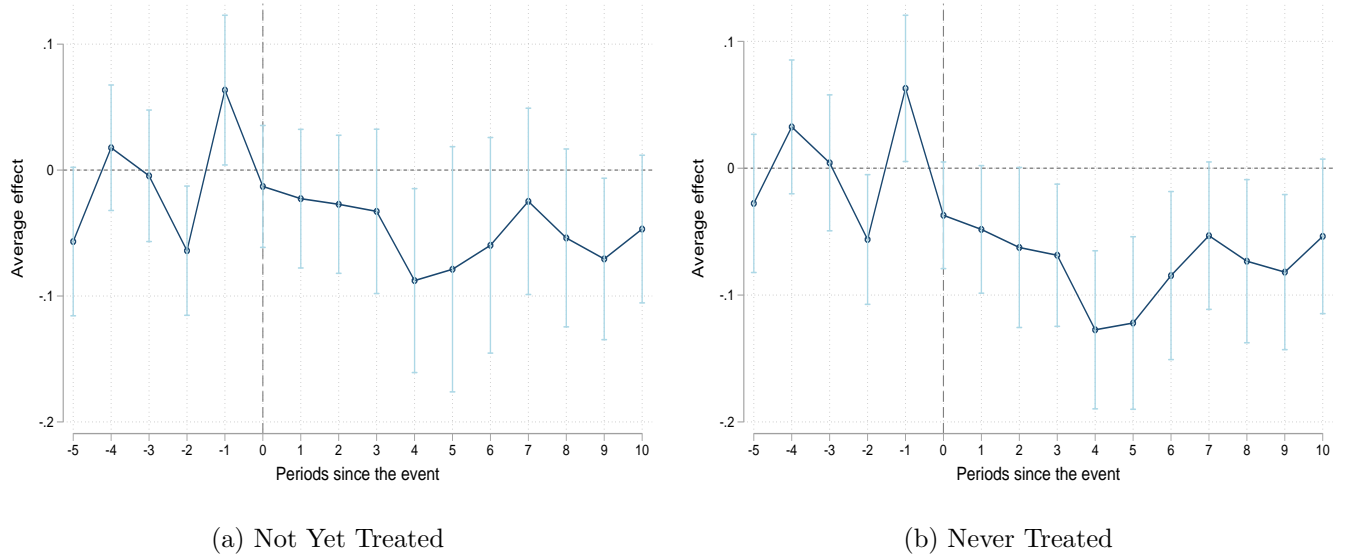 .1
0
-.1
-.2
Average effect
-5 -4 -3 -2 -1 0 1 2 3 4 5 6 7 8 9 10
Periods since the event
(a) Not Yet Treated
.1
0
-.1
-.2
Average effect
-5 -4 -3 -2 -1 0 1 2 3 4 5 6 7 8 9 10
Periods since the event
(b) Never Treated